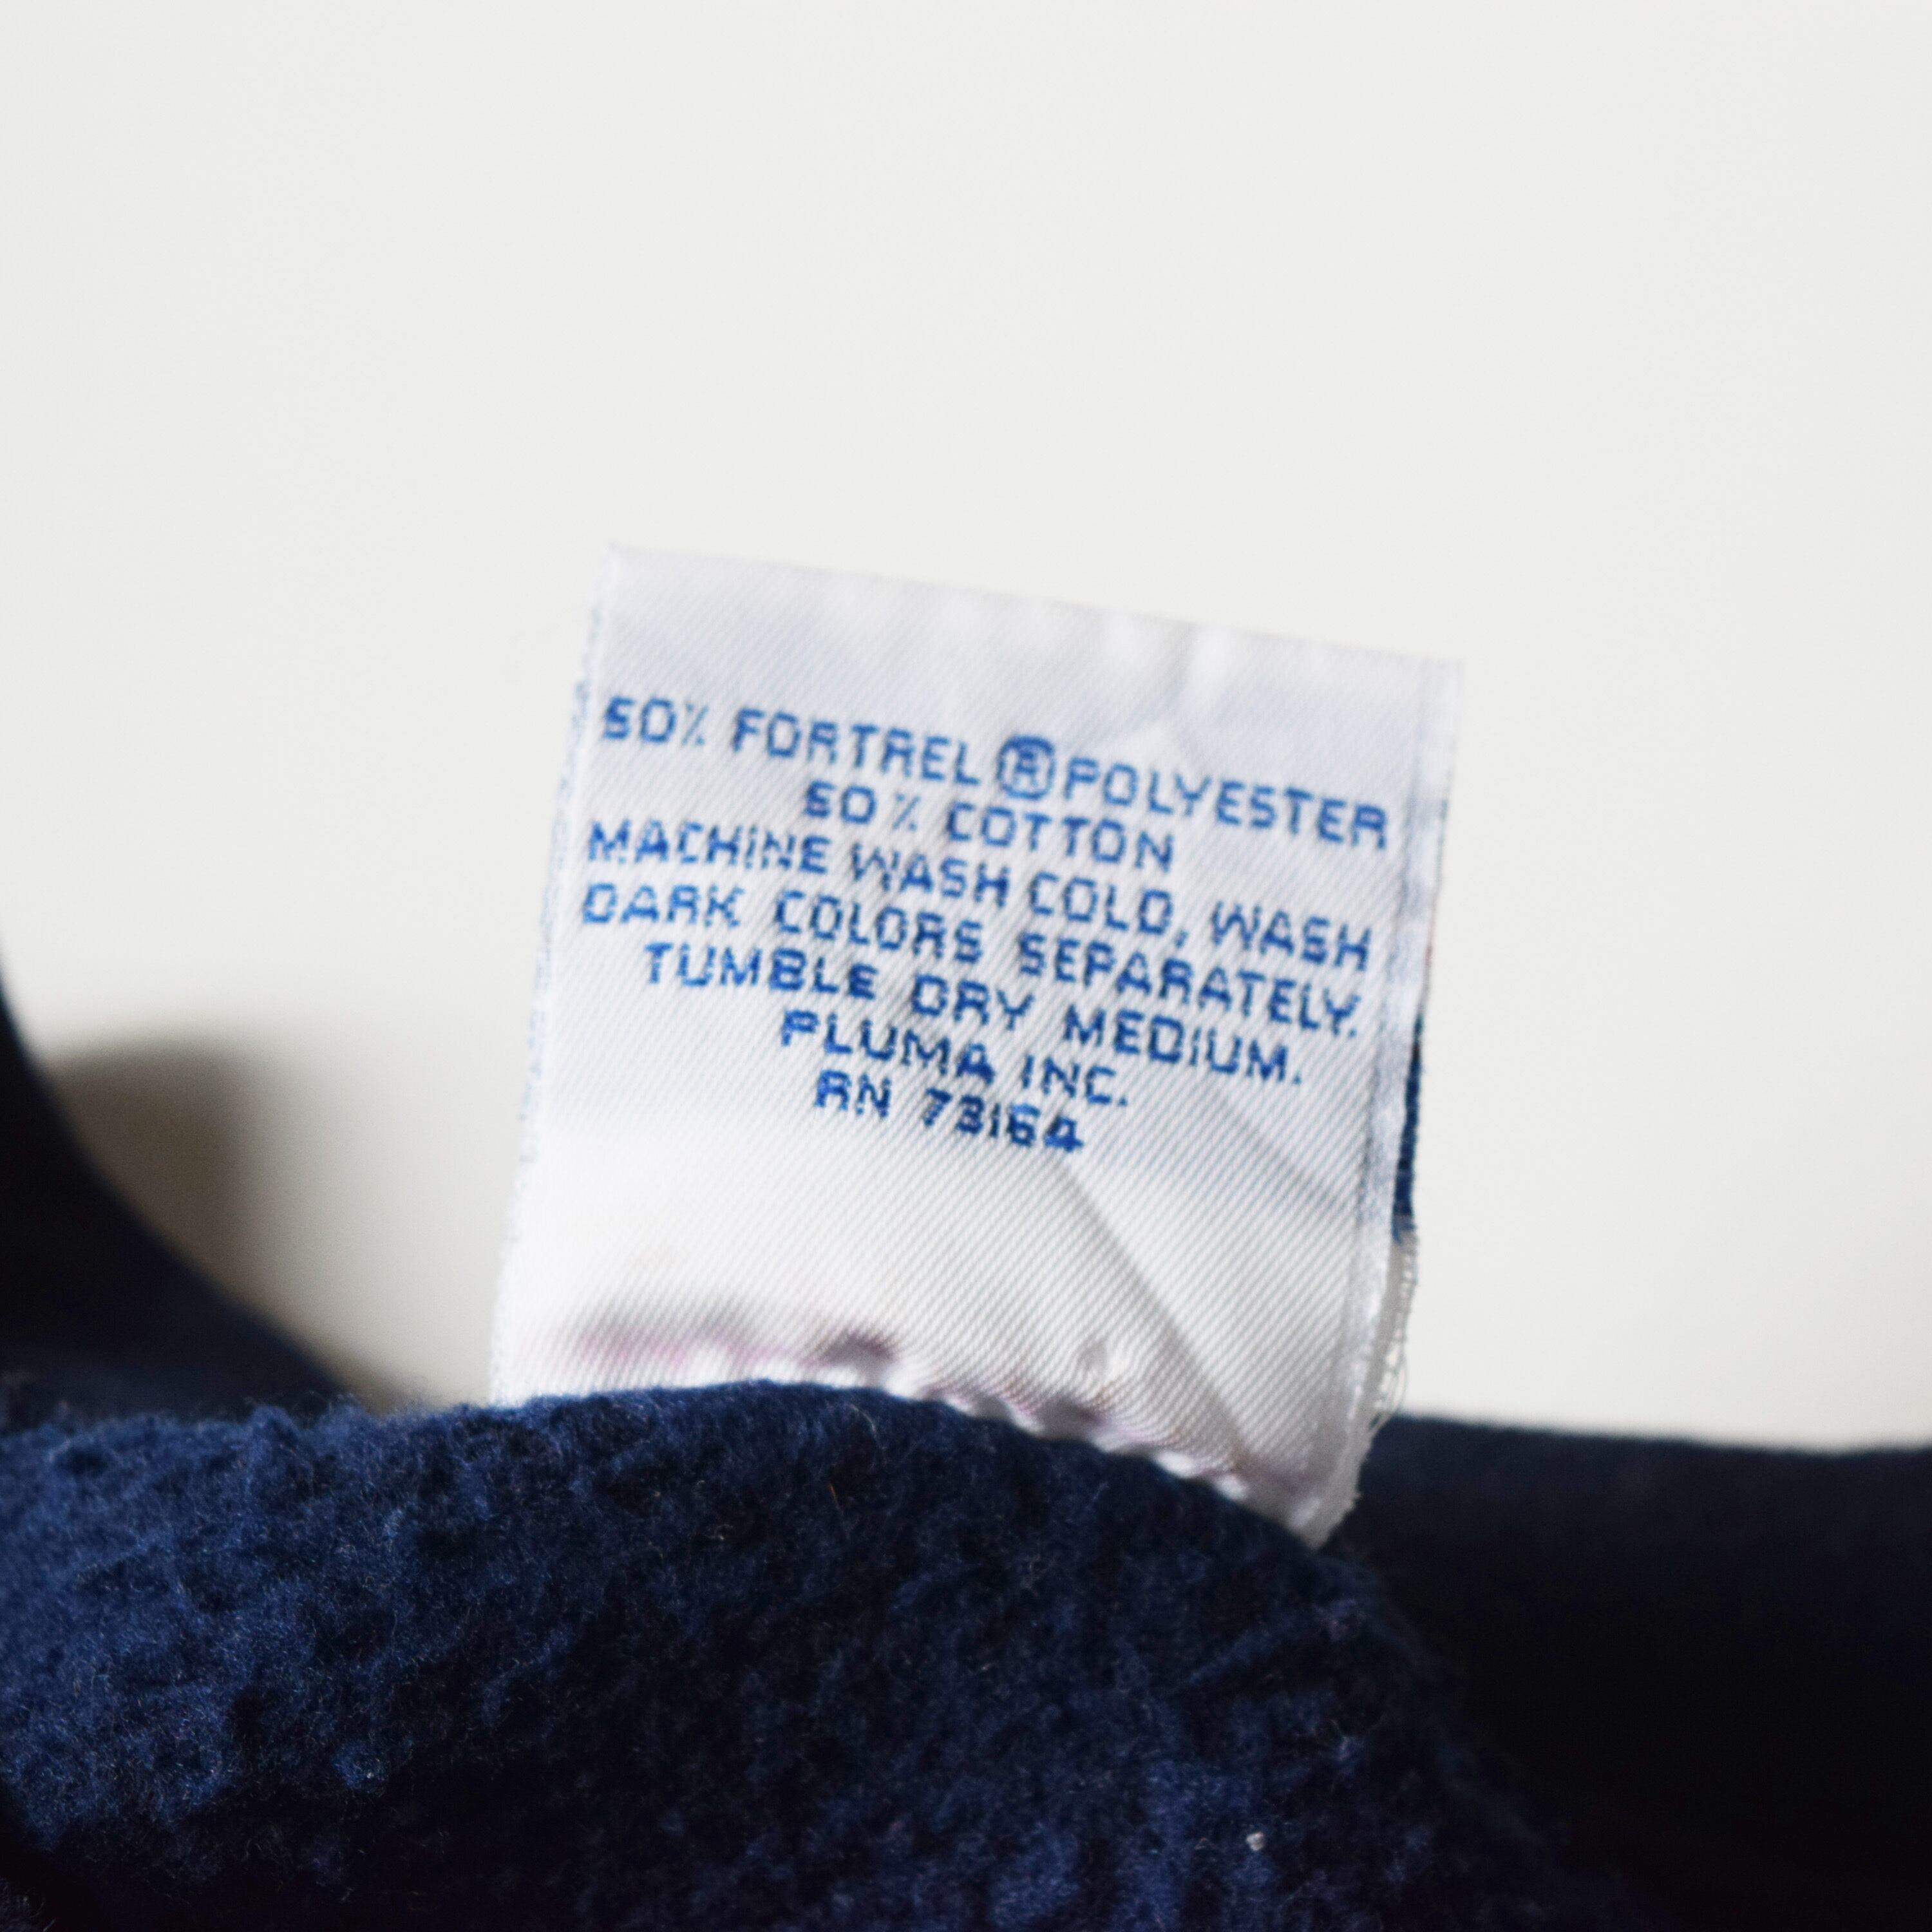 50% FORTREL ® POLYESTER
50% COTTON
MACHINE WASH COLD, WASH
DARK COLORS SEPARATELY.
TUMBLE DRY MEDIUM.
PLUMA INC.
RN 73164